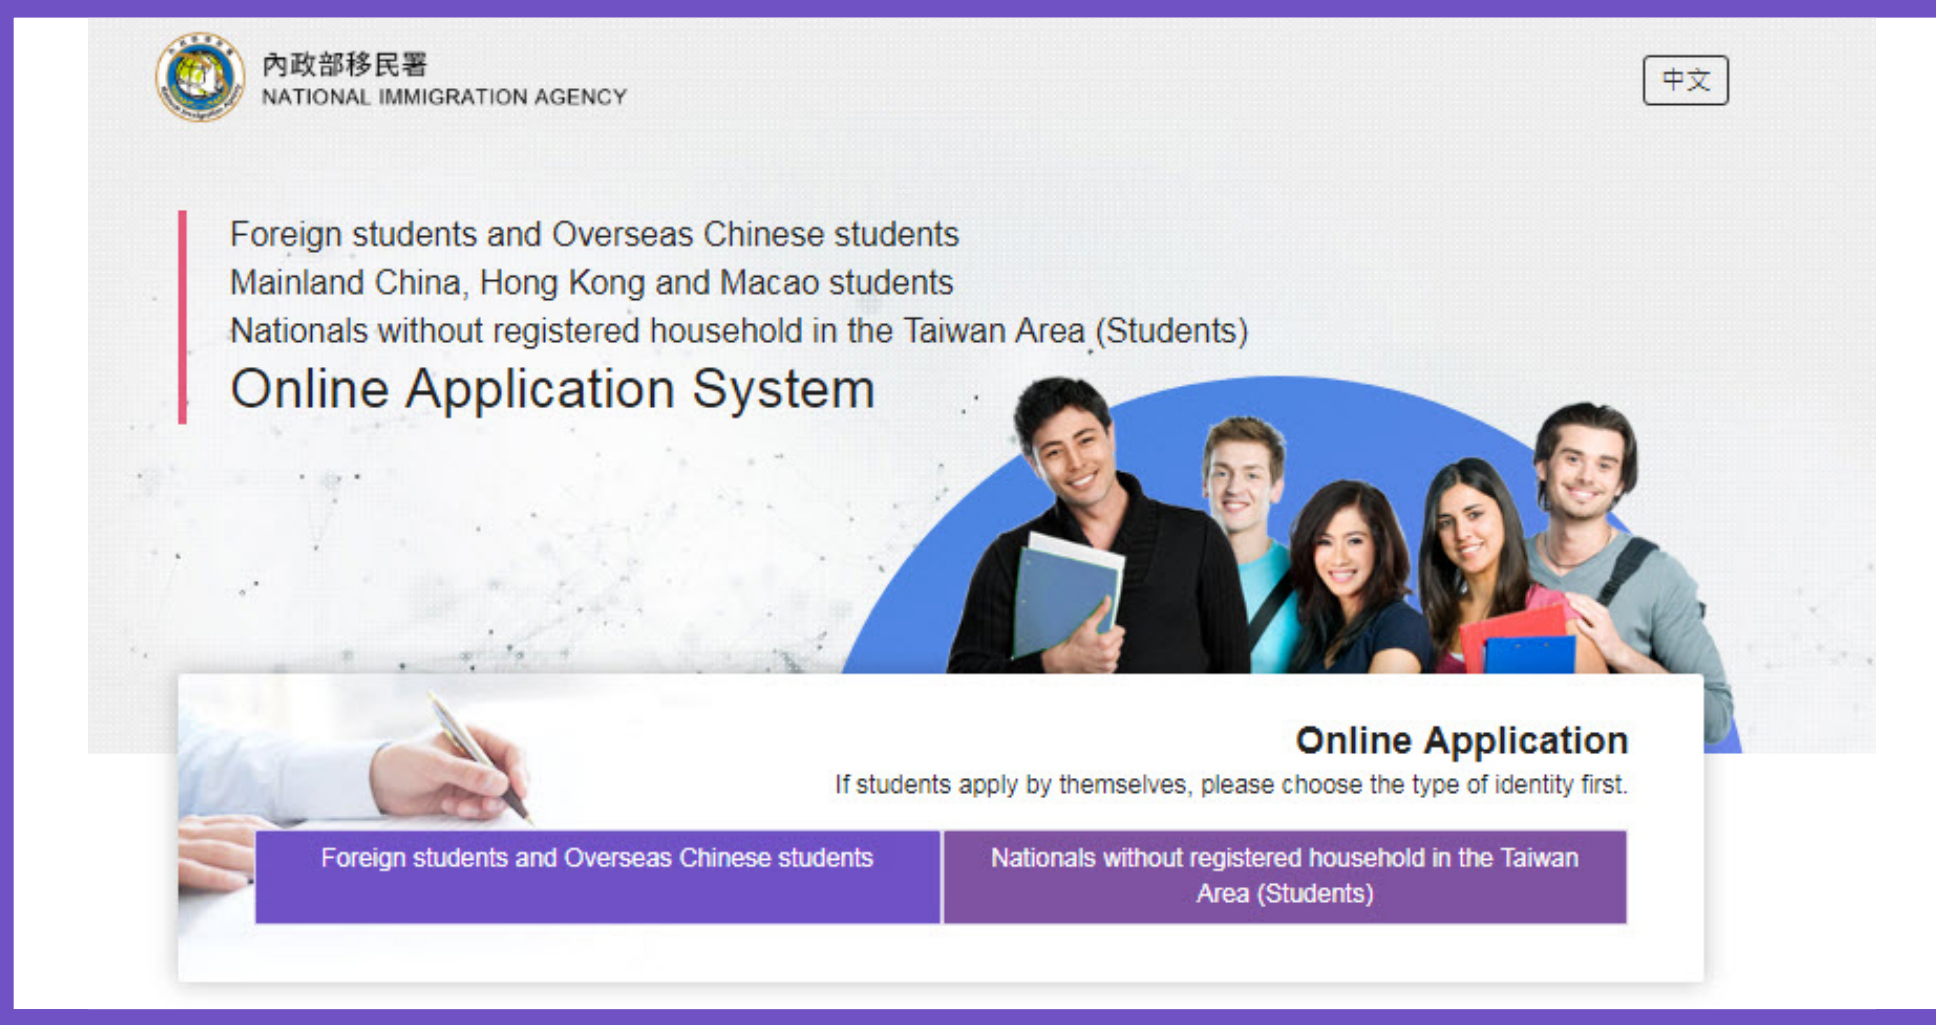 內政部移民署
NATIONAL IMMIGRATION AGENCY
中文
Foreign students and Overseas Chinese students
Mainland China, Hong Kong and Macao students
Nationals without registered household in the Taiwan Area (Students)
Online Application System
Online Application
If students apply by themselves, please choose the type of identity first.
Foreign students and Overseas Chinese students
Nationals without registered household in the Taiwan
Area (Students)